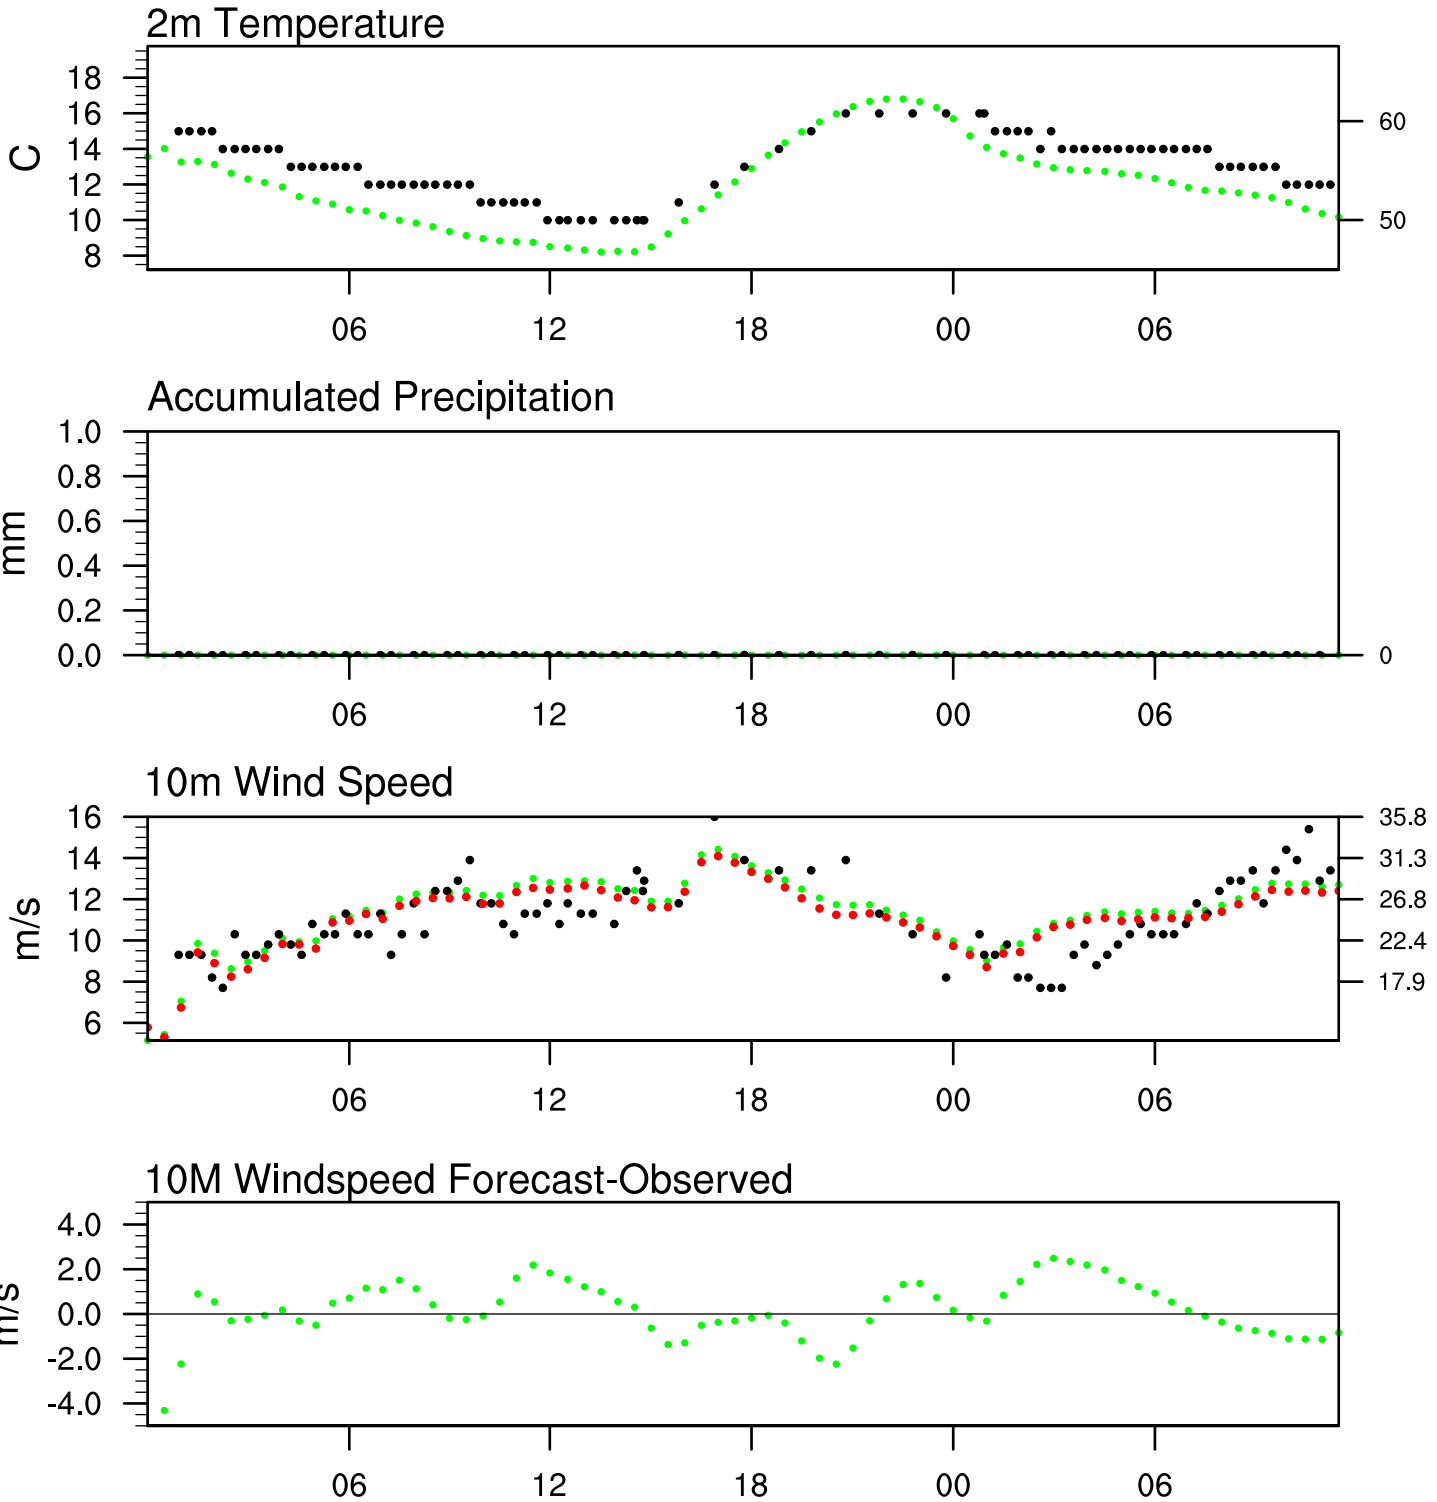 2m Temperature
18
16
14
12
10
8
C
60
50
06 12 18 00 06
Accumulated Precipitation
1.0
0.8
0.6
0.4
0.2
0.0
mm
0
06 12 18 00 06
10m Wind Speed
16
14
12
10
8
6
m/s
35.8
31.3
26.8
22.4
17.9
06 12 18 00 06
10M Windspeed Forecast-Observed
4.0
2.0
0.0
-2.0
-4.0
m/s
06 12 18 00 06